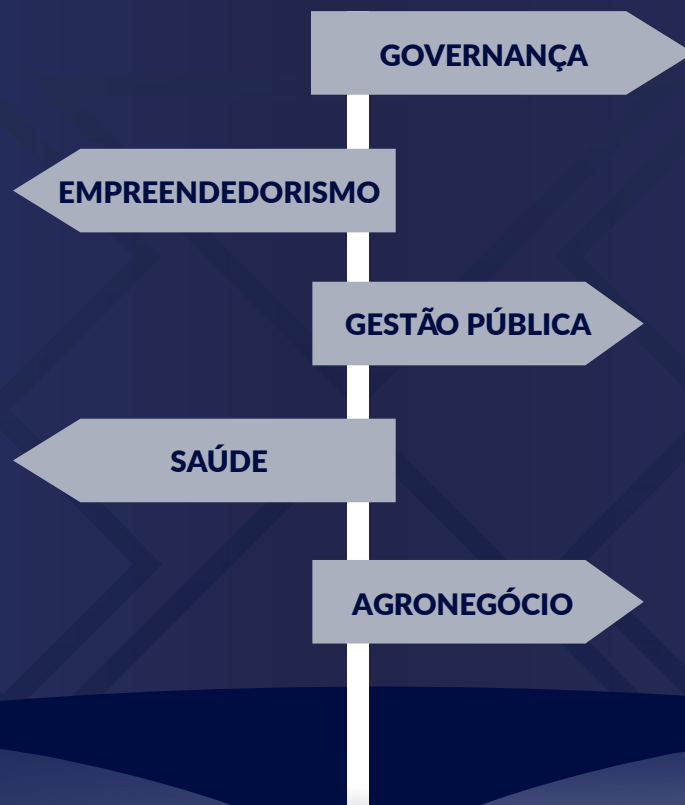 GOVERNANÇA
EMPREENDEDORISMO
GESTÃO PÚBLICA
SAÚDE
AGRONEGÓCIO